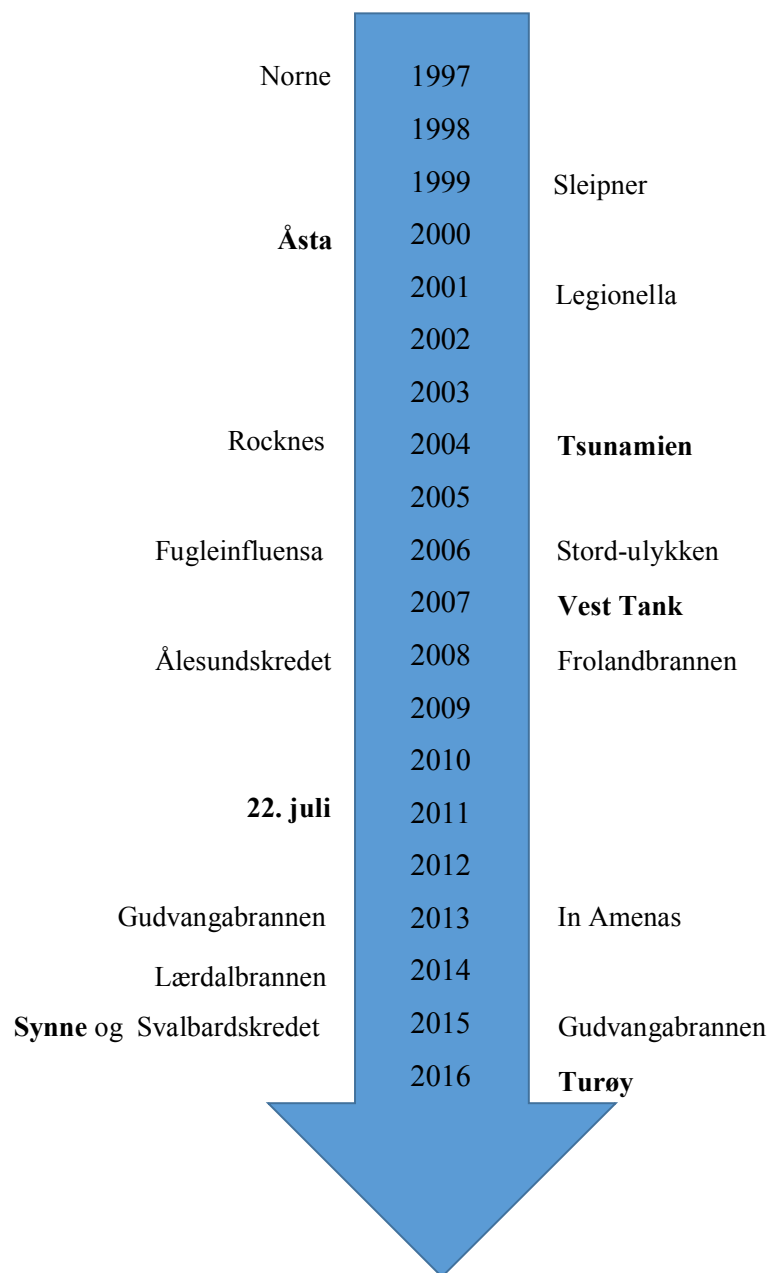 Norne 1997
1998
1999 Sleipner
Åsta 2000
2001 Legionella
2002
2003
Rocknes 2004 Tsunamien
2005
Fugleinfluensa 2006 Stord-ulykken
2007 Vest Tank
Ålesundskredet 2008 Frolandbrannen
2009
2010
22. juli 2011
2012
Gudvangabrannen 2013 In Amenas
Lærdalbrannen 2014
Synne og Svalbardskredet 2015 Gudvangabrannen
2016 Turøy